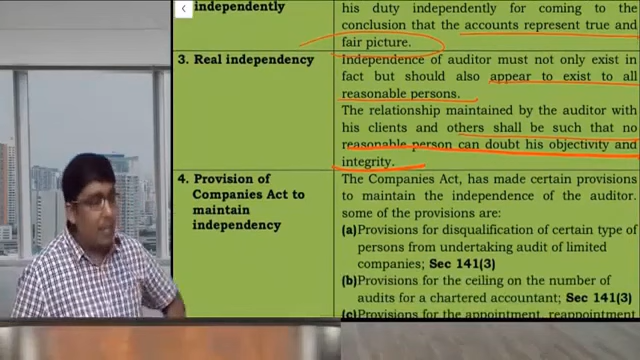 independently
his duty independently for coming to the
conclusion that the accounts represent true and
fair picture.
3. Real independency
Independence of auditor must not only exist in
fact but should also appear to exist to all
reasonable persons.
The relationship maintained by the auditor with
his clients and others shall be such that no
reasonable person can doubt his objectivity and
integrity.
4. Provision of
Companies Act to
maintain
independency
The Companies Act, has made certain provisions
to maintain the independence of the auditor.
some of the provisions are:
(a)Provisions for disqualification of certain type of
persons from undertaking audit of limited
companies; Sec 141(3)
(b)Provisions for the ceiling on the number of
audits for a chartered accountant; Sec 141(3)
(c)Provisions for the appointment, reappointment